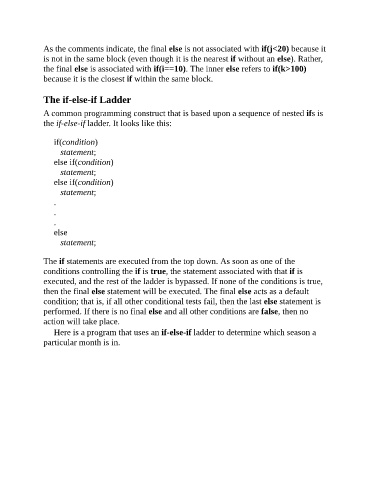 As the comments indicate, the final else is not associated with if(j<20) because it
is not in the same block (even though it is the nearest if without an else). Rather,
the final else is associated with if(i==10). The inner else refers to if(k>100)
because it is the closest if within the same block.
The if-else-if Ladder
A common programming construct that is based upon a sequence of nested ifs is
the if-else-if ladder. It looks like this:
if(condition)
statement;
else if(condition)
statement;
else if(condition)
statement;
.
.
.
else
statement;
The if statements are executed from the top down. As soon as one of the
conditions controlling the if is true, the statement associated with that if is
executed, and the rest of the ladder is bypassed. If none of the conditions is true,
then the final else statement will be executed. The final else acts as a default
condition; that is, if all other conditional tests fail, then the last else statement is
performed. If there is no final else and all other conditions are false, then no
action will take place.
Here is a program that uses an if-else-if ladder to determine which season a
particular month is in.